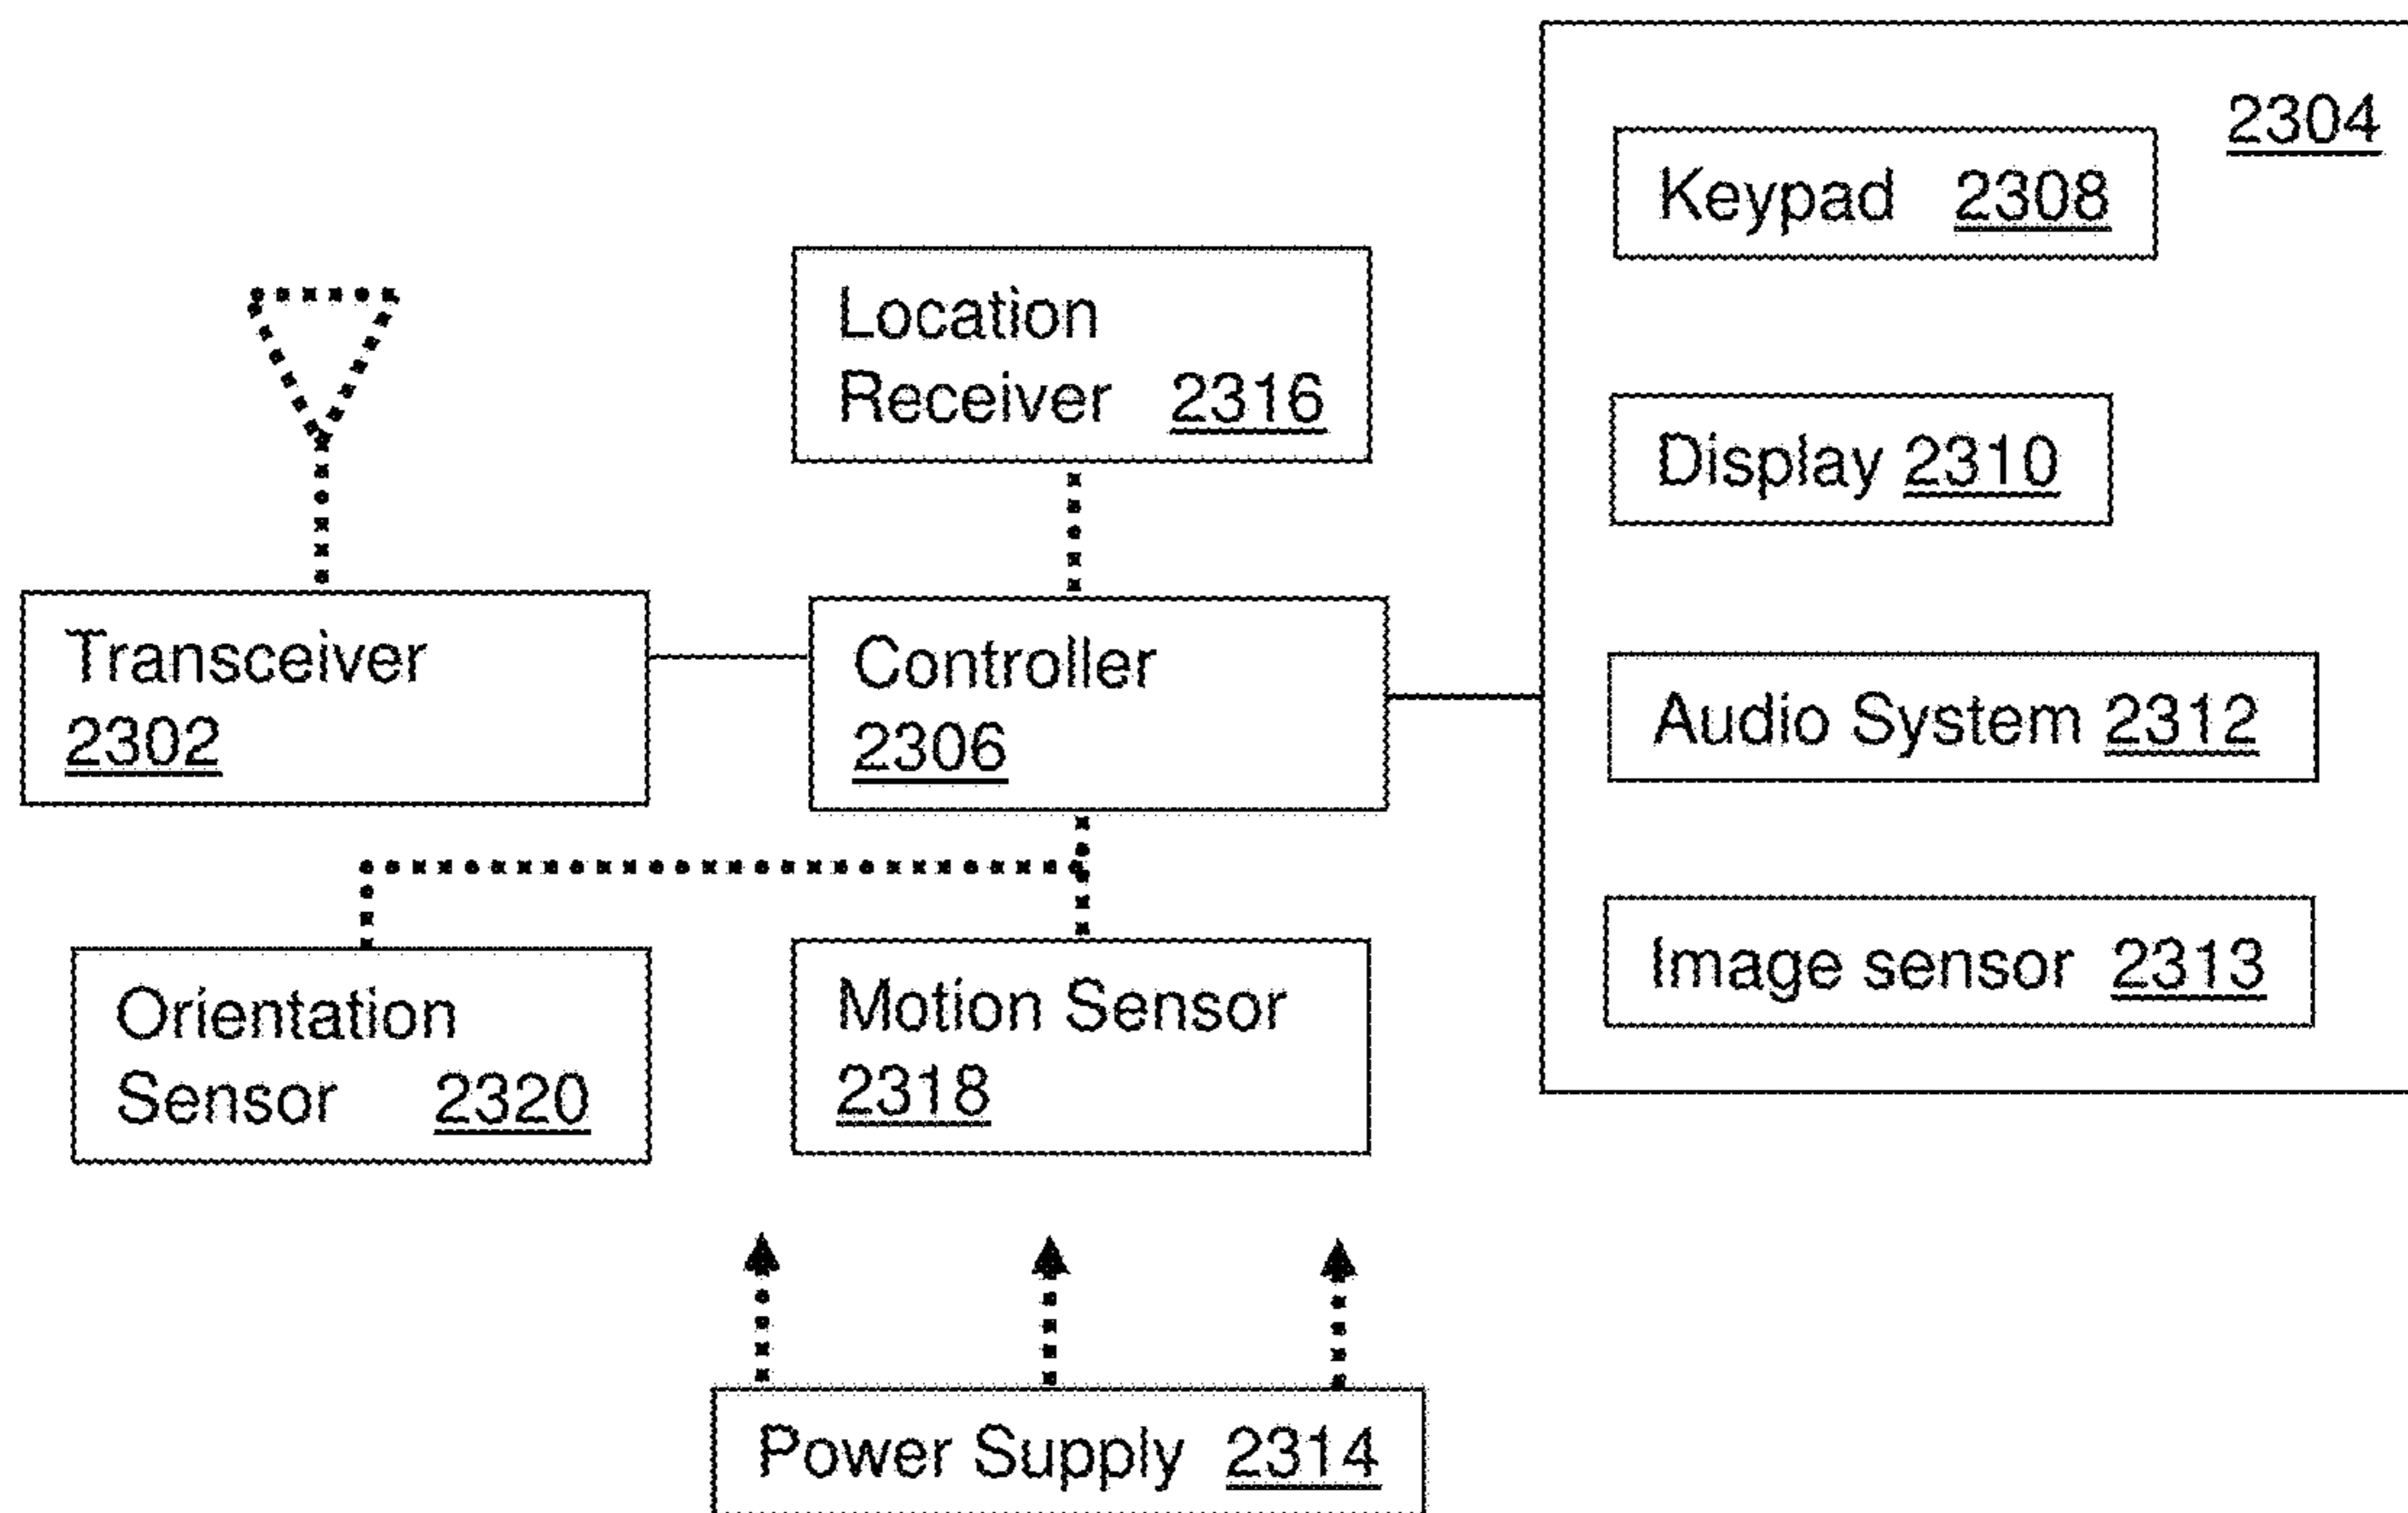 2304
Keypad 2308
Location
Receiver 2316
Display 2310
Transceiver
2302
Controller
2306
Audio System 2312
Image sensor 2313
Orientation
Sensor 2320
Motion Sensor
2318
Power Supply 2314